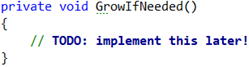 private void GrowIfNeeded()
{
// TODO: implement this later!
}